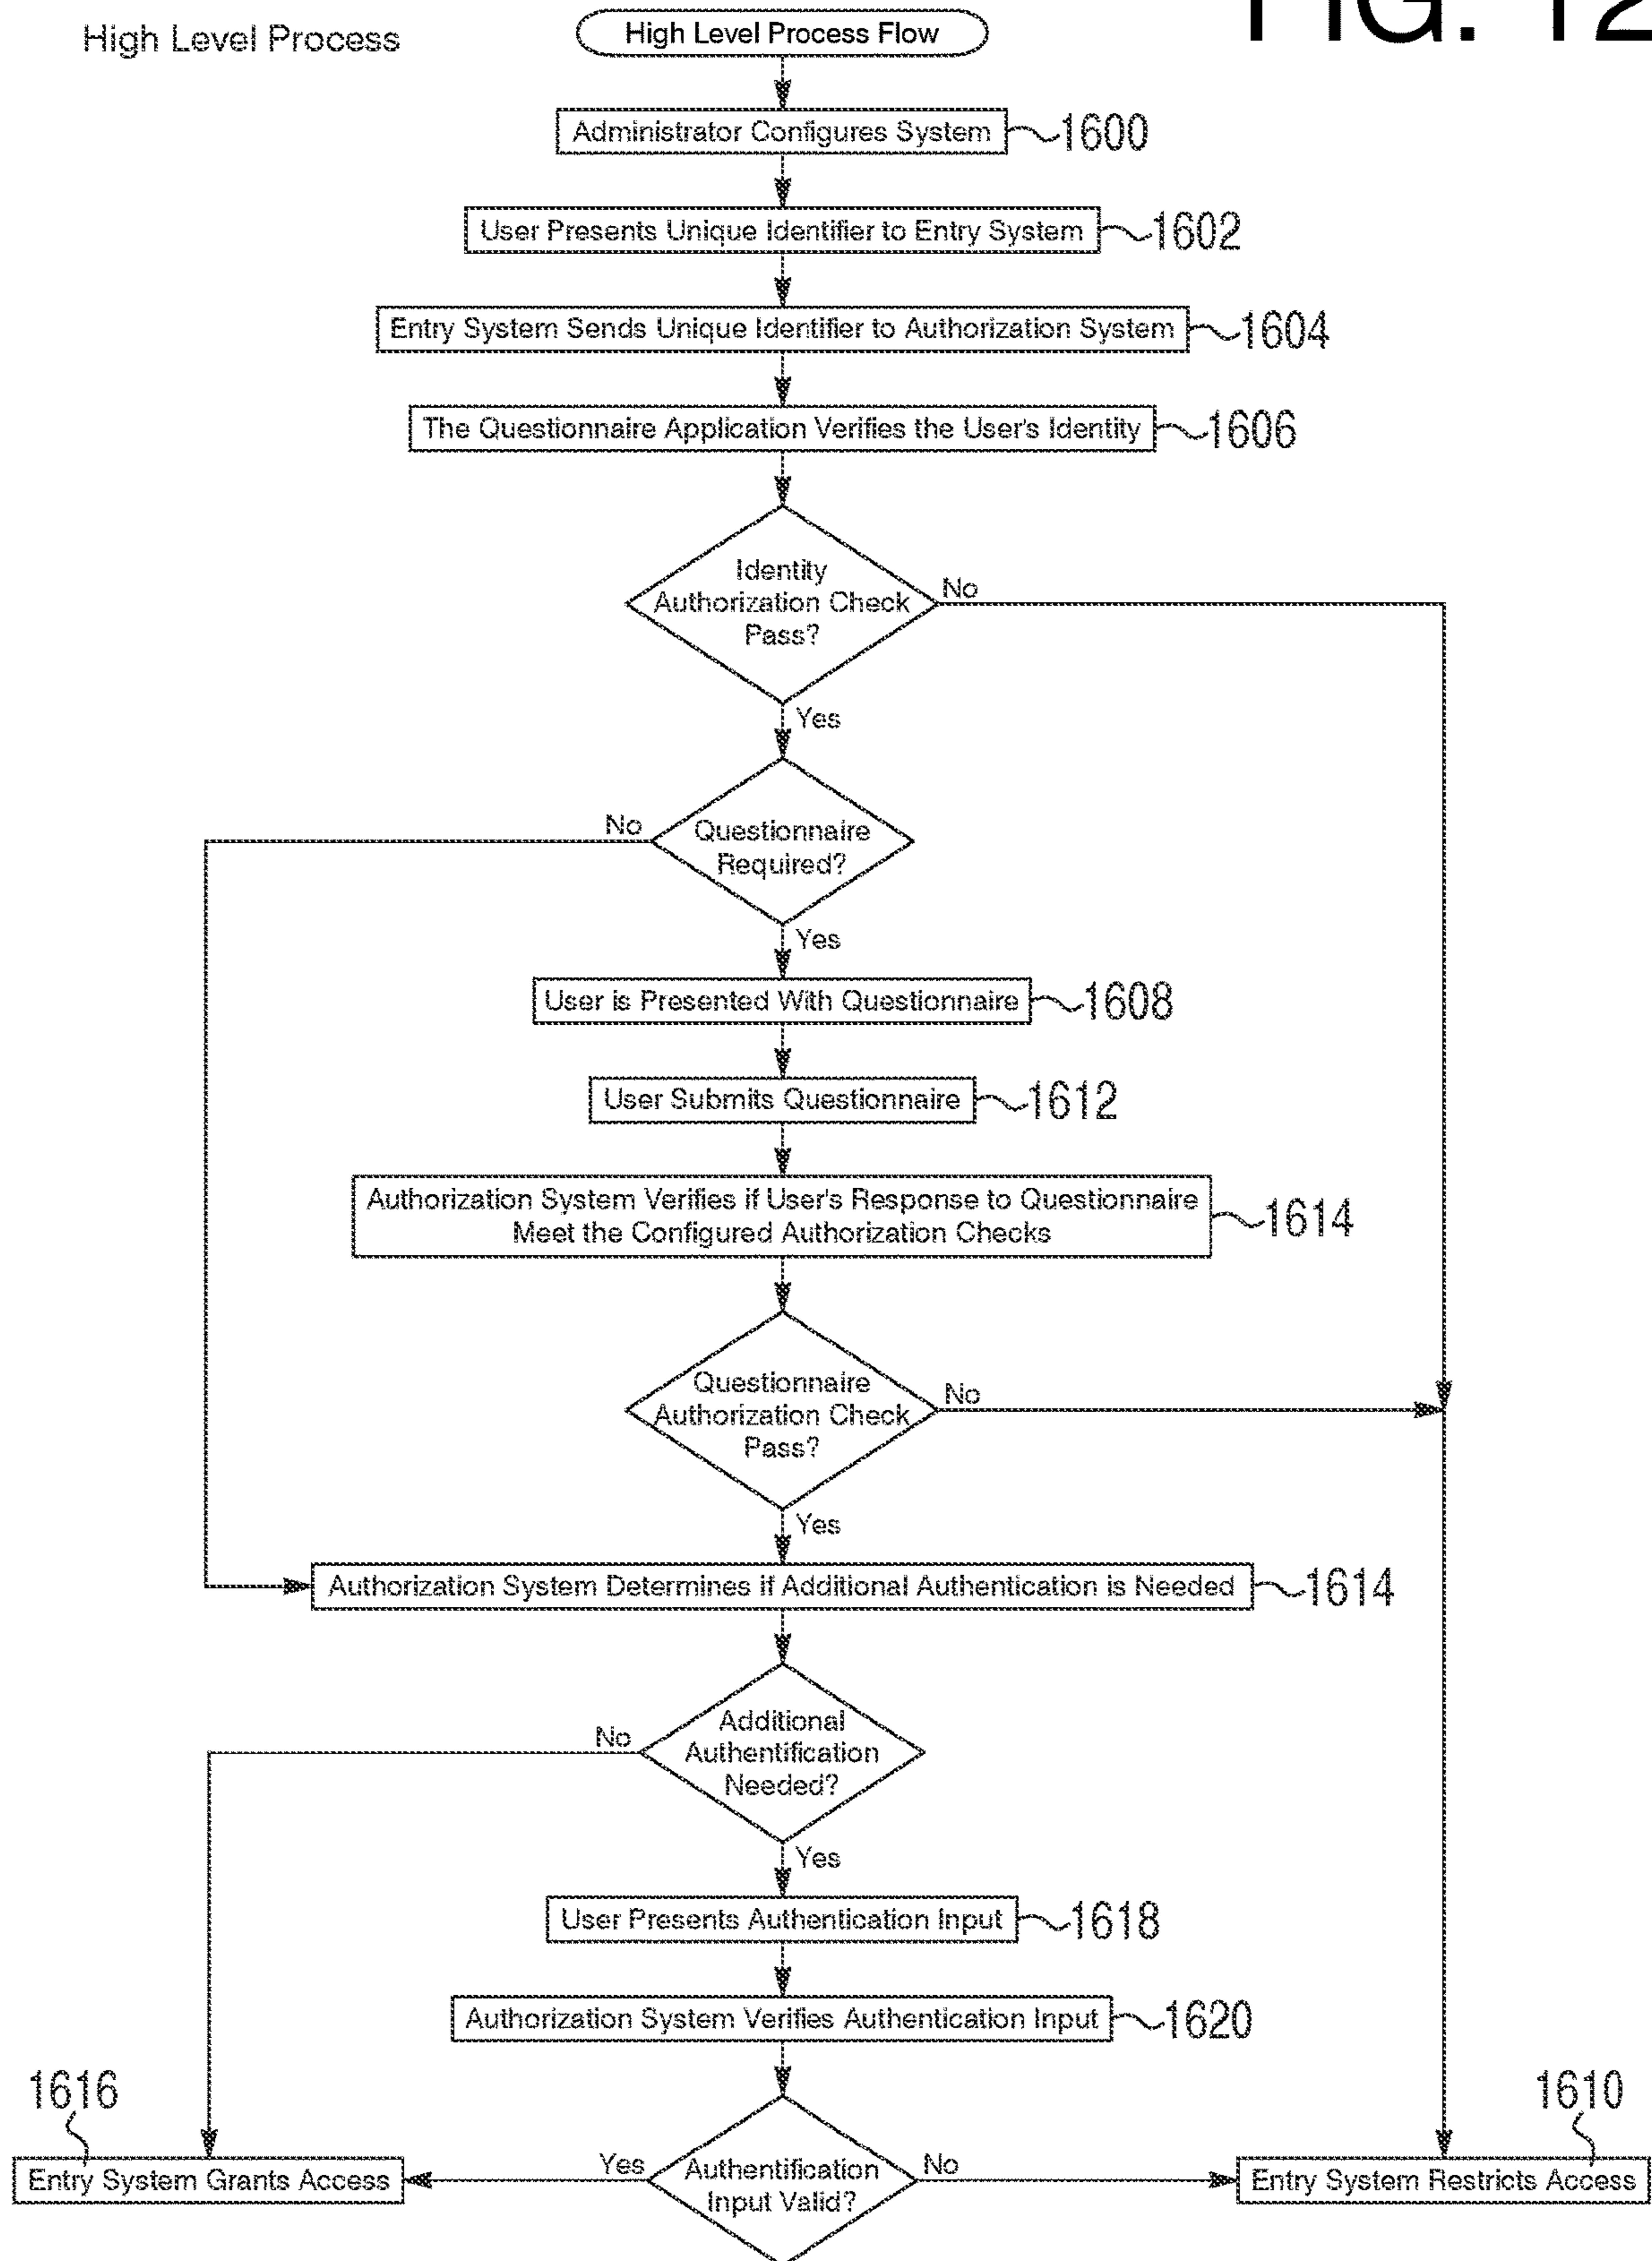 FIG. 12
High Level Process
High Level Process Flow
Administrator Configures System
1600
User Presents Unique Identifier to Entry System
1602
Entry System Sends Unique Identifier to Authorization System
1604
The Questionnaire Application Verifies the User's Identity
1606
Identity
Authorization Check
Pass?
No
Yes
Questionnaire
Required?
No
Yes
User is Presented With Questionnaire
1608
User Submits Questionnaire
1612
Authorization System Verifies if User's Response to Questionnaire
Meet the Configured Authorization Checks
1614
Questionnaire
Authorization Check
Pass?
No
Yes
Authorization System Determines if Additional Authentication is Needed
1614
Additional
Authentification
Needed?
No
Yes
User Presents Authentication Input
1618
Authorization System Verifies Authentication Input
1620
1616
Entry System Grants Access
Yes
Authentification
Input Valid?
No
1610
Entry System Restricts Access